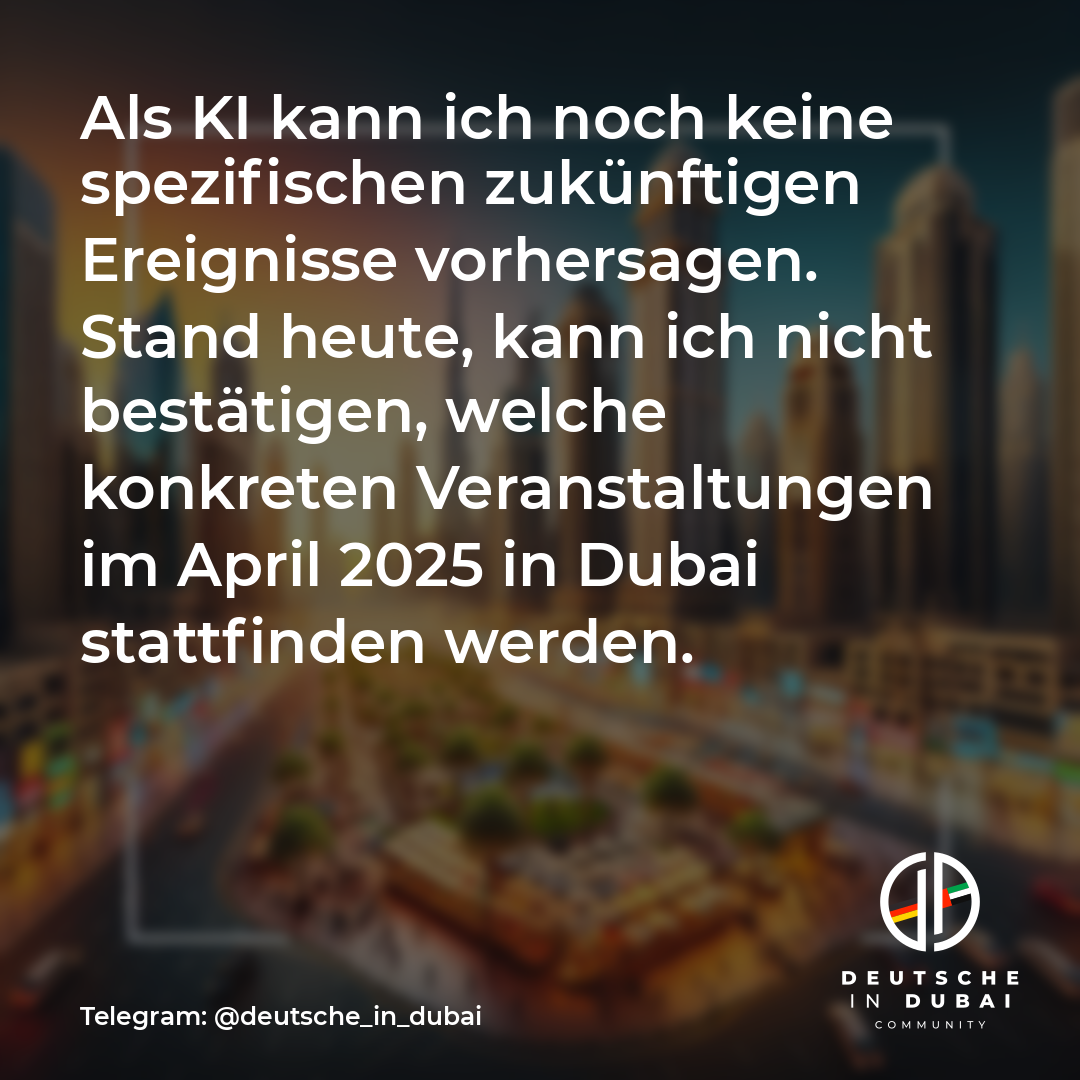 Als KI kann ich noch keine
spezifischen zukünftigen
Ereignisse vorhersagen.
Stand heute, kann ich nicht
bestätigen, welche
konkreten Veranstaltungen
im April 2025 in Dubai
stattfinden werden.
Telegram: @deutsche_in_dubai
DEUTSCHE
IN DUBAI
COMMUNITY